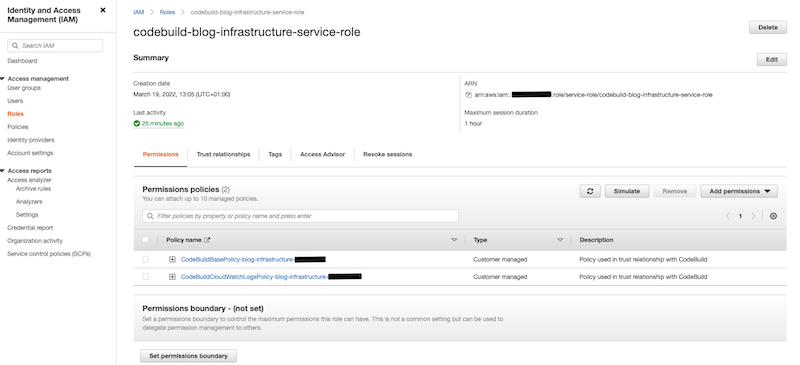 Identity and Access
Management (IAM)
Search IAM
Dashboard
Access management
User groups
Users
Roles
Policies
Identity providers
Account settings
Access reports
Access analyzer
Archive rules
Analyzers
Settings
Credential report
Organization activity
Service control policies (SCPs)
IAM > Roles > codebuild-blog-infrastructure-service-role
codebuild-blog-infrastructure-service-role
Delete
Summary
Edit
Creation date
March 19, 2022, 13:05 (UTC+01:00)
ARN
arn:aws:iam:: role/service-role/codebuild-blog-infrastructure-service-role
Last activity
25 minutes ago
Maximum session duration
1 hour
Permissions Trust relationships Tags Access Advisor Revoke sessions
Permissions policies (2)
You can attach up to 10 managed policies.
Simulate Remove Add permissions
Filter policies by property or policy name and press enter
1
Policy name Type Description
CodeBuildBasePolicy-blog-infrastructure- Customer managed Policy used in trust relationship with CodeBuild
CodeBuildCloudWatchLogsPolicy-blog-infrastructure- Customer managed Policy used in trust relationship with CodeBuild
Permissions boundary - (not set)
Set a permissions boundary to control the maximum permissions this role can have. This is not a common setting but can be used to
delegate permission management to others.
Set permissions boundary